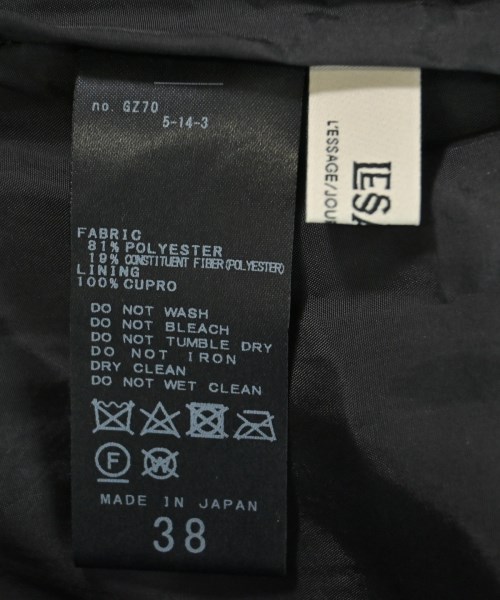 no. GZ70
5-14-3
FABRIC
81% POLYESTER
19% CONSTITUENT FIBER(POLYESTER)
LINING
100% CUPRO
DO NOT WASH
DO NOT BLEACH
DO NOT TUMBLE DRY
DO NOT IRON
DRY CLEAN
DO NOT WET CLEAN
F W
MADE IN JAPAN
38
LESA
L'ESSAGE/JOU